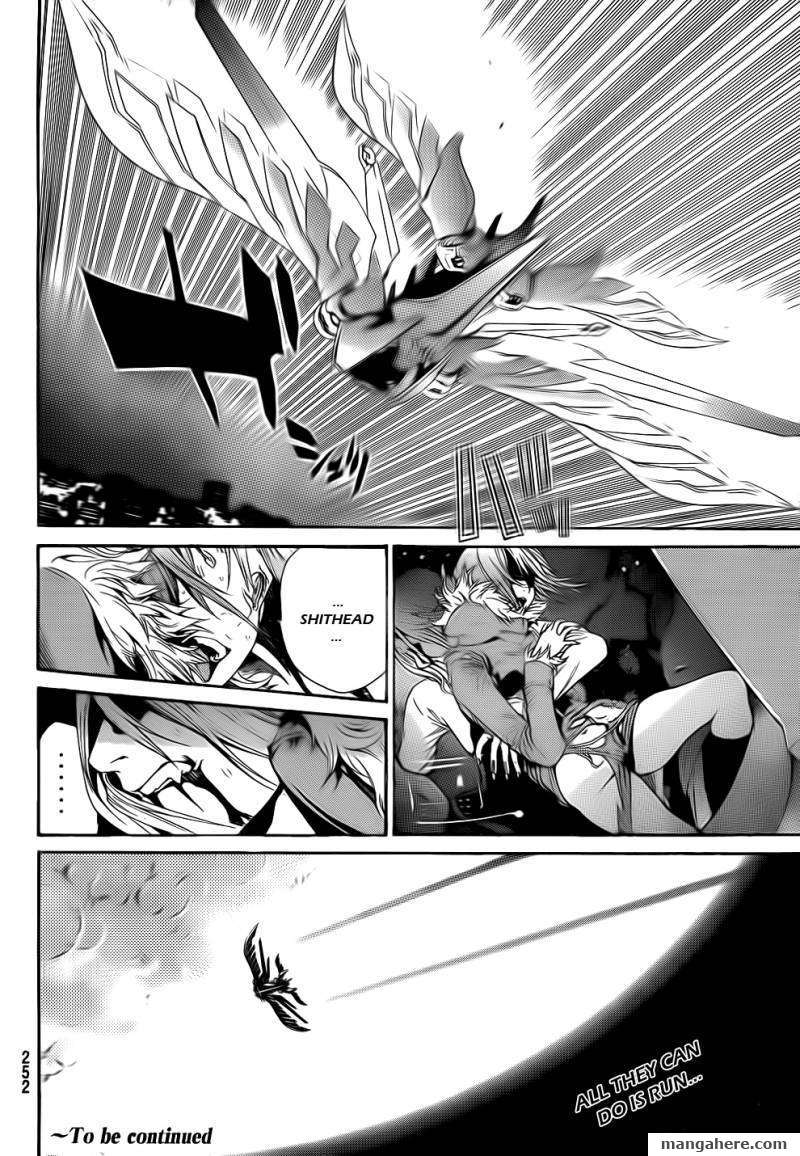 ...
SHITHEAD
...
......
ALL THEY CAN
DO IS RUN...
252
~To be continued
mangahere.com